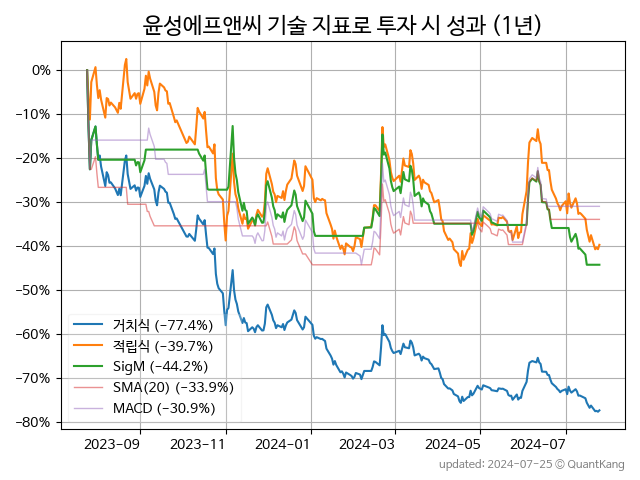 윤성에프앤씨 기술 지표로 투자 시 성과 (1년)
0%
−10%
−20%
−30%
−40%
−50%
−60%
−70%
−80%
거치식 (−77.4%)
적립식 (−39.7%)
SigM (−44.2%)
SMA(20) (−33.9%)
MACD (−30.9%)
2023-09
2023-11
2024-01
2024-03
2024-05
2024-07
updated: 2024-07-25 © QuantKang